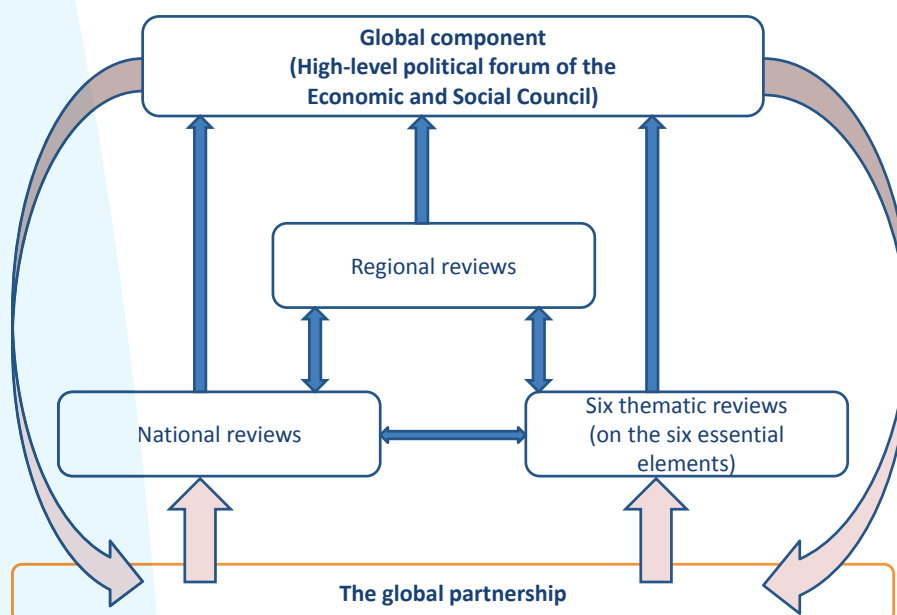 Global component
(High-level political forum of the
Economic and Social Council)
Regional reviews
National reviews
Six thematic reviews
(on the six essential
elements)
The global partnership